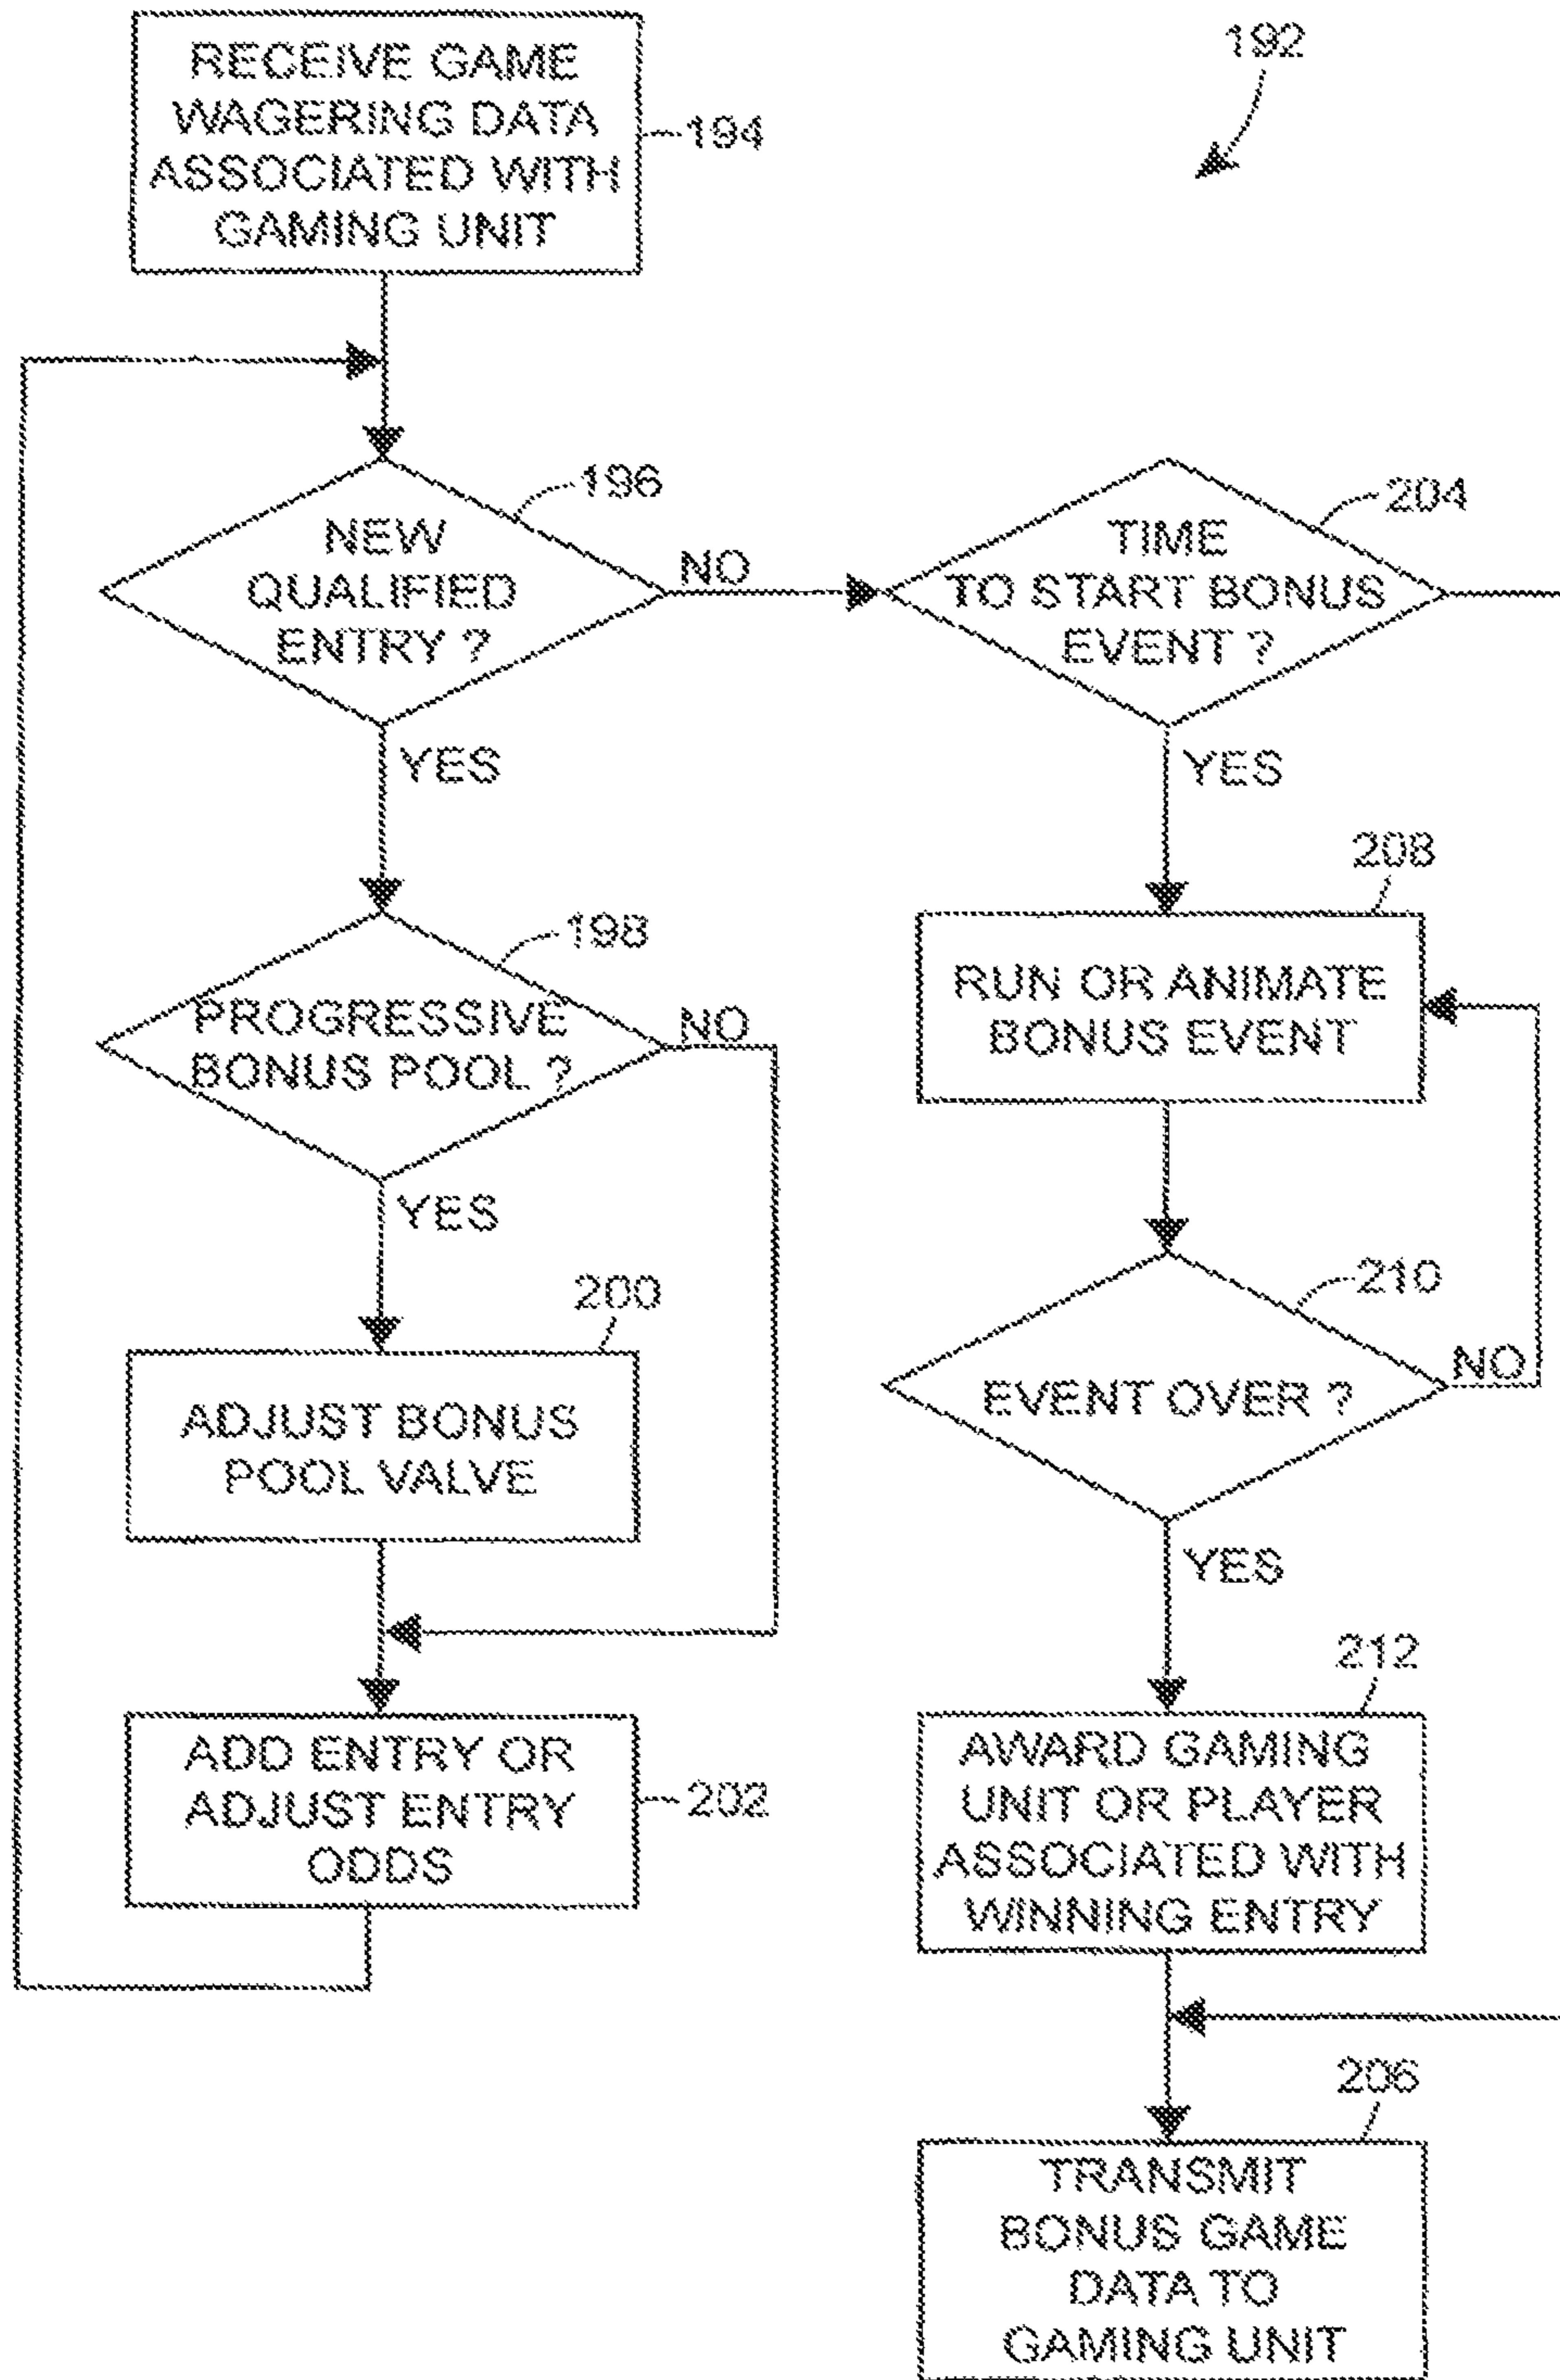 192
RECEIVE GAME
WAGERING DATA
ASSOCIATED WITH
GAMING UNIT
194
NEW
QUALIFIED
ENTRY ?
196
NO
YES
PROGRESSIVE
BONUS POOL ?
198
NO
YES
200
ADJUST BONUS
POOL VALVE
ADD ENTRY OR
ADJUST ENTRY
ODDS
202
TIME
TO START BONUS
EVENT ?
204
YES
208
RUN OR ANIMATE
BONUS EVENT
EVENT OVER ?
210
NO
YES
212
AWARD GAMING
UNIT OR PLAYER
ASSOCIATED WITH
WINNING ENTRY
206
TRANSMIT
BONUS GAME
DATA TO
GAMING UNIT